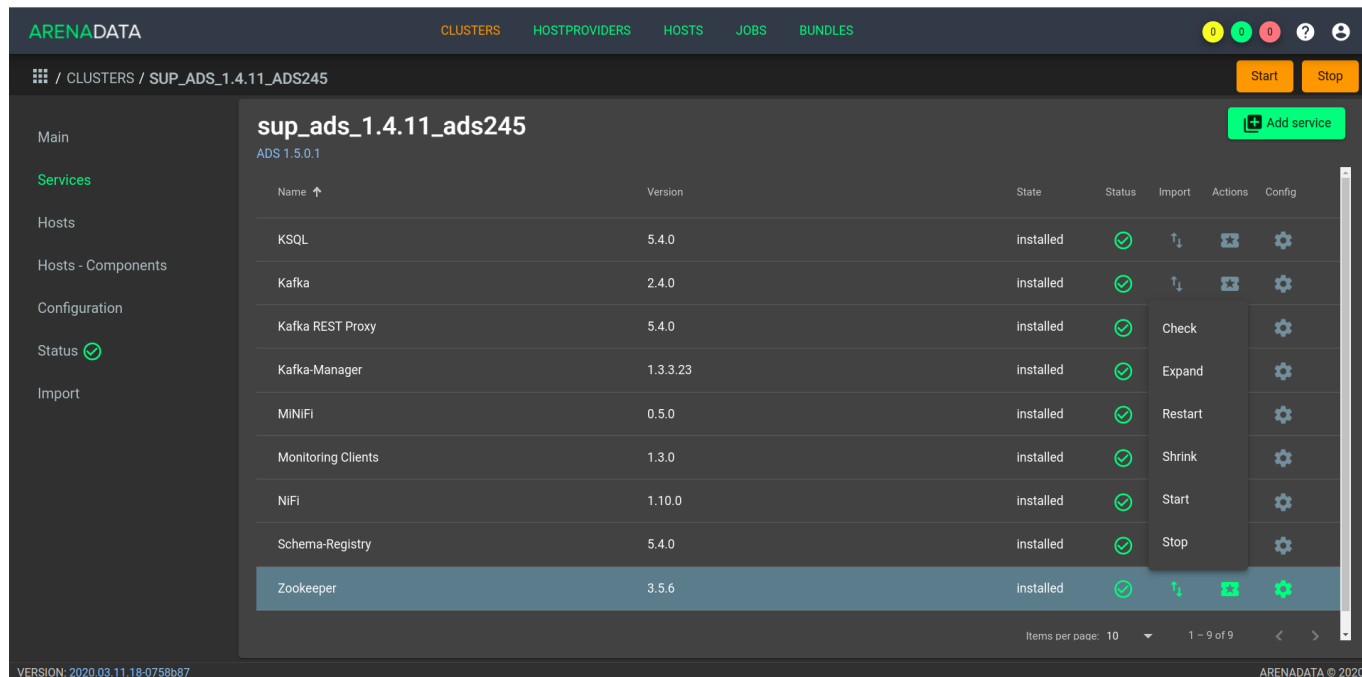 ARENADATA CLUSTERS HOSTPROVIDERS HOSTS JOBS BUNDLES 0 0 0
/ CLUSTERS / SUP_ADS_1.4.11_ADS245 Start Stop
Main
Services
Hosts
Hosts - Components
Configuration
Status
Import
sup_ads_1.4.11_ads245 Add service
ADS 1.5.0.1
Name Version State Status Import Actions Config
KSQL 5.4.0 installed
Kafka 2.4.0 installed
Kafka REST Proxy 5.4.0 installed
Kafka-Manager 1.3.3.23 installed
MiNiFi 0.5.0 installed
Monitoring Clients 1.3.0 installed
NiFi 1.10.0 installed
Schema-Registry 5.4.0 installed
Zookeeper 3.5.6 installed
Check
Expand
Restart
Shrink
Start
Stop
Items per page: 10 1 – 9 of 9
VERSION: 2020.03.11.18-0758b87 ARENADATA © 2020